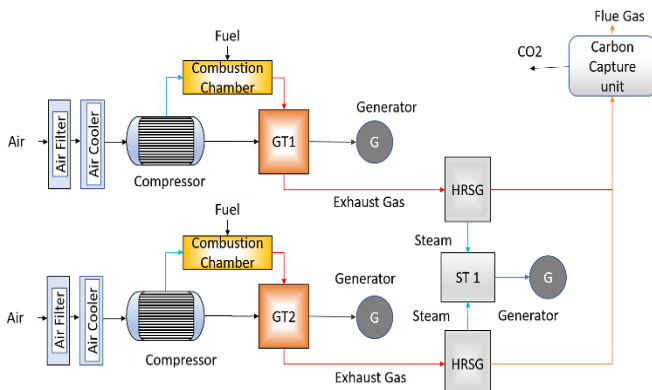 Flue Gas
CO2
Carbon
Capture
unit
Fuel
Combustion
Chamber
Generator
Air
Air Filter
Air Cooler
GT1
G
Compressor
Exhaust Gas
HRSG
Steam
Fuel
Combustion
Chamber
ST 1
G
Generator
Steam
Generator
Air
Air Filter
Air Cooler
GT2
G
Compressor
Exhaust Gas
HRSG